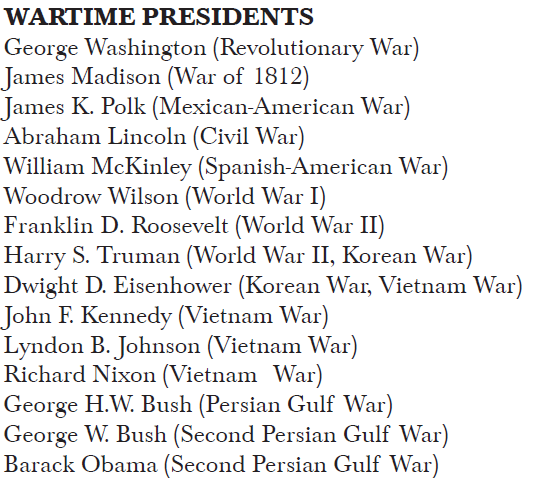 WARTIME PRESIDENTS
George Washington (Revolutionary War)
James Madison (War of 1812)
James K. Polk (Mexican-American War)
Abraham Lincoln (Civil War)
William McKinley (Spanish-American War)
Woodrow Wilson (World War I)
Franklin D. Roosevelt (World War II)
Harry S. Truman (World War II, Korean War)
Dwight D. Eisenhower (Korean War, Vietnam War)
John F. Kennedy (Vietnam War)
Lyndon B. Johnson (Vietnam War)
Richard Nixon (Vietnam War)
George H.W. Bush (Persian Gulf War)
George W. Bush (Second Persian Gulf War)
Barack Obama (Second Persian Gulf War)